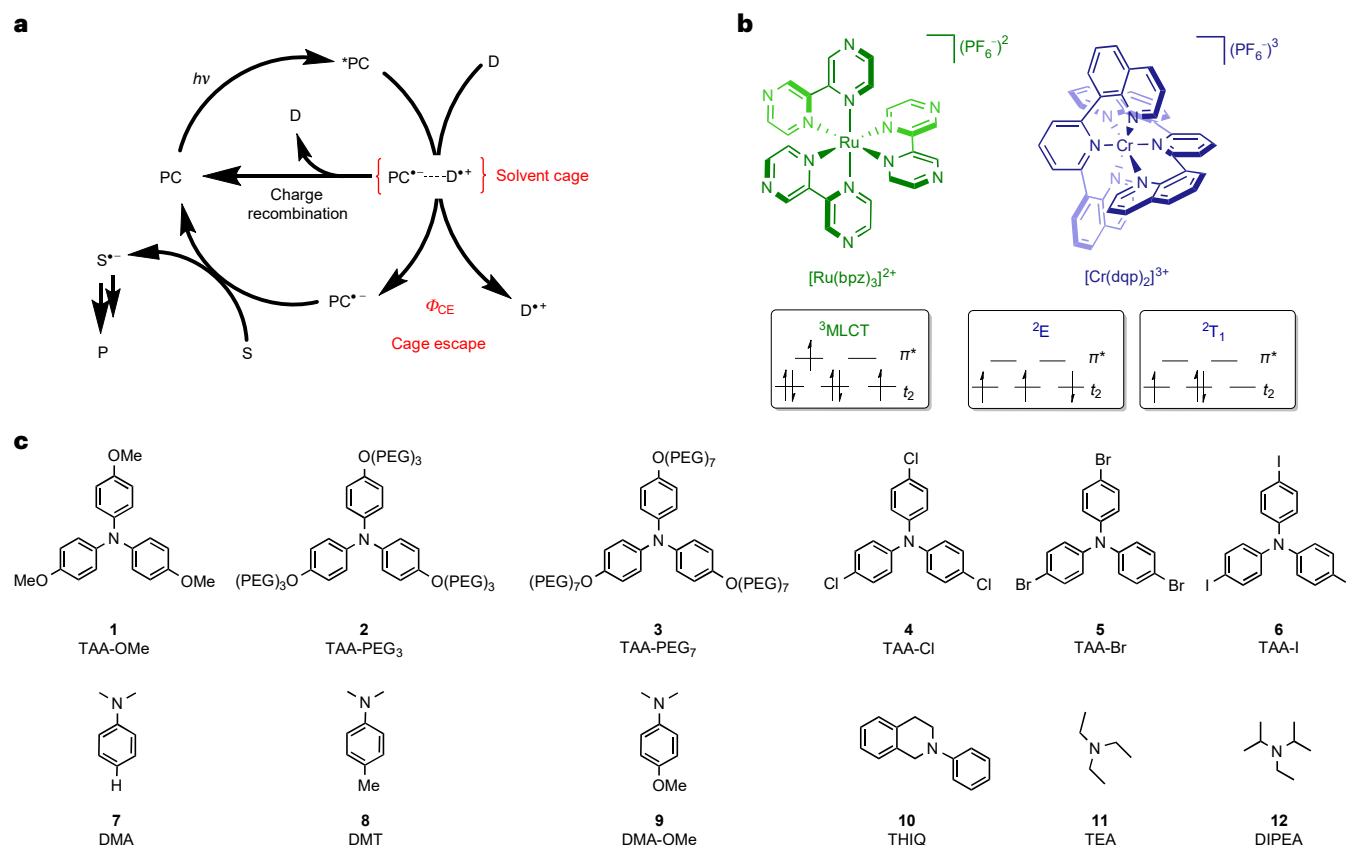 a
hν
*PC
D
D
PC
PC•−----D•+
Solvent cage
Charge
recombination
S•−
PC•−
ΦCE
D•+
Cage escape
P
S
b
N
N
N
N
N
N
N
N
N
N
N
N
Ru
(PF6−)2
[Ru(bpz)3]2+
N
N
N
N
N
N
Cr
(PF6−)3
[Cr(dqp)2]3+
3MLCT
π*
t2
2E
π*
t2
2T1
π*
t2
c
OMe
N
MeO
OMe
1
TAA-OMe
O(PEG)3
N
(PEG)3O
O(PEG)3
2
TAA-PEG3
O(PEG)7
N
(PEG)7O
O(PEG)7
3
TAA-PEG7
Cl
N
Cl
Cl
4
TAA-Cl
Br
N
Br
Br
5
TAA-Br
I
N
I
I
6
TAA-I
N
H
7
DMA
N
Me
8
DMT
N
OMe
9
DMA-OMe
N
10
THIQ
N
11
TEA
N
12
DIPEA